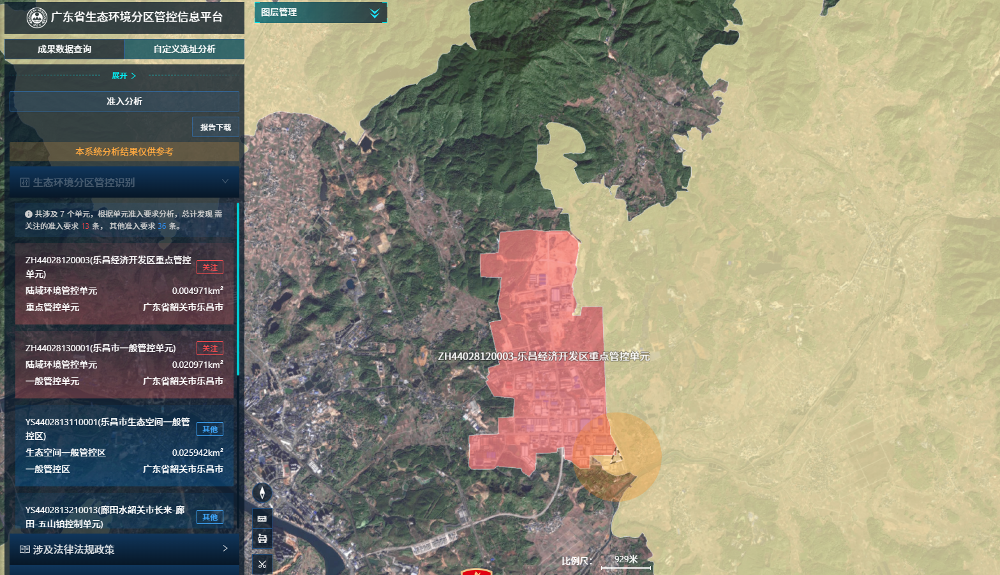 广东省生态环境分区管控信息平台
图层管理
成果数据查询
自定义选址分析
展开 >
准入分析
报告下载
本系统分析结果仅供参考
生态环境分区管控识别
共涉及 7 个单元，根据单元准入要求分析，总计发现 需
关注的准入要求 13 条， 其他准入要求 36 条。
ZH44028120003(乐昌经济开发区重点管控
单元)
关注
陆域环境管控单元 0.004971km²
重点管控单元 广东省韶关市乐昌市
ZH44028130001(乐昌市一般管控单元)
关注
陆域环境管控单元 0.020971km²
一般管控单元 广东省韶关市乐昌市
YS4402813110001(乐昌市生态空间一般管
控区)
其他
生态空间一般管控区 0.025942km²
一般管控区 广东省韶关市乐昌市
YS4402813210013(廊田水韶关市长来-廊
田-五山镇控制单元)
其他
涉及法律法规政策
ZH44028120003-乐昌经济开发区重点管控单元
比例尺： 929米